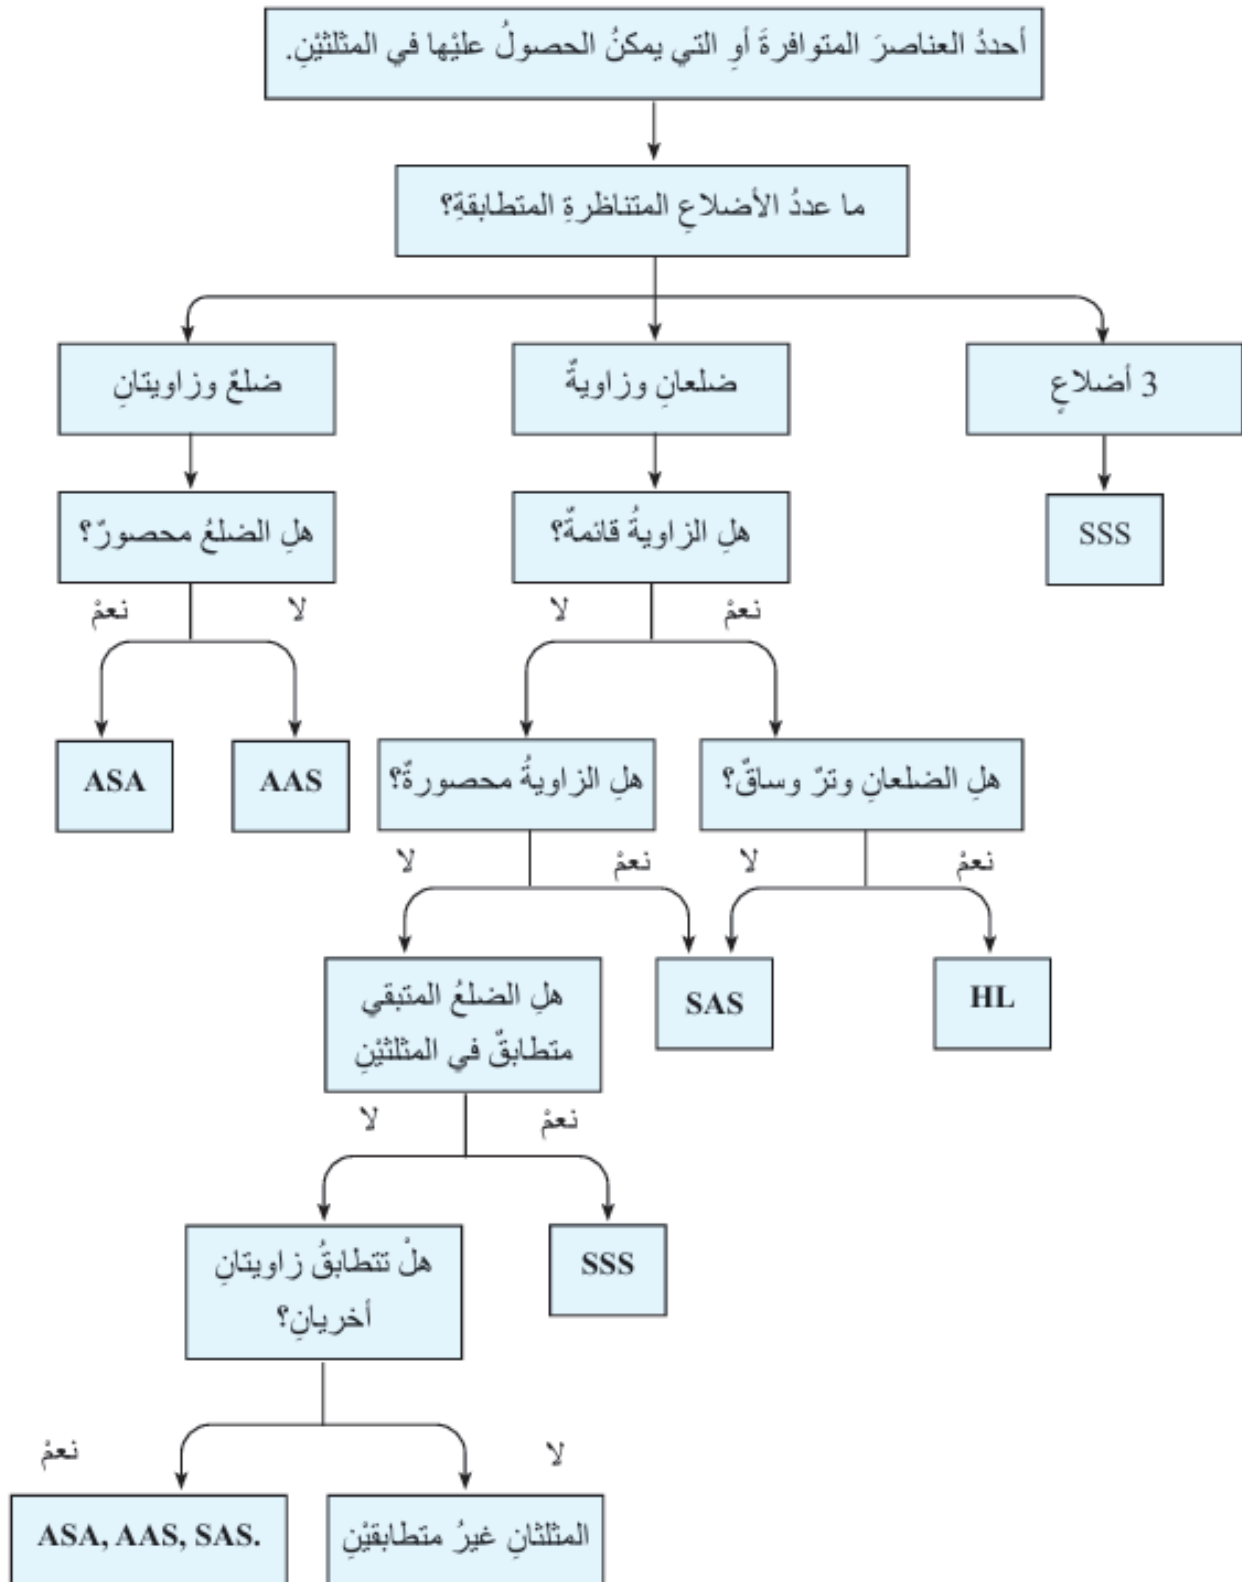 أحددُ العناصرَ المتوافرةَ أوِ التي يمكنُ الحصولُ عليْها في المثلثيْنِ.
ما عددُ الأضلاعِ المتناظرةِ المتطابقةِ؟
3 أضلاعٍ
ضلعانِ وزاويةٌ
ضلعٌ وزاويتانِ
SSS
هلِ الزاويةُ قائمةٌ؟
هلِ الضلعُ محصورٌ؟
نعمْ
لا
لا
نعمْ
هلِ الضلعانِ وترٌ وساقٌ؟
هلِ الزاويةُ محصورةٌ؟
AAS
ASA
نعمْ
لا
نعمْ
لا
HL
SAS
هلِ الضلعُ المتبقي
متطابقٌ في المثلثيْنِ
نعمْ
لا
SSS
هلْ تتطابقُ زاويتانِ
أخريانِ؟
لا
نعمْ
المثلثانِ غيرُ متطابقيْنِ
ASA, AAS, SAS.